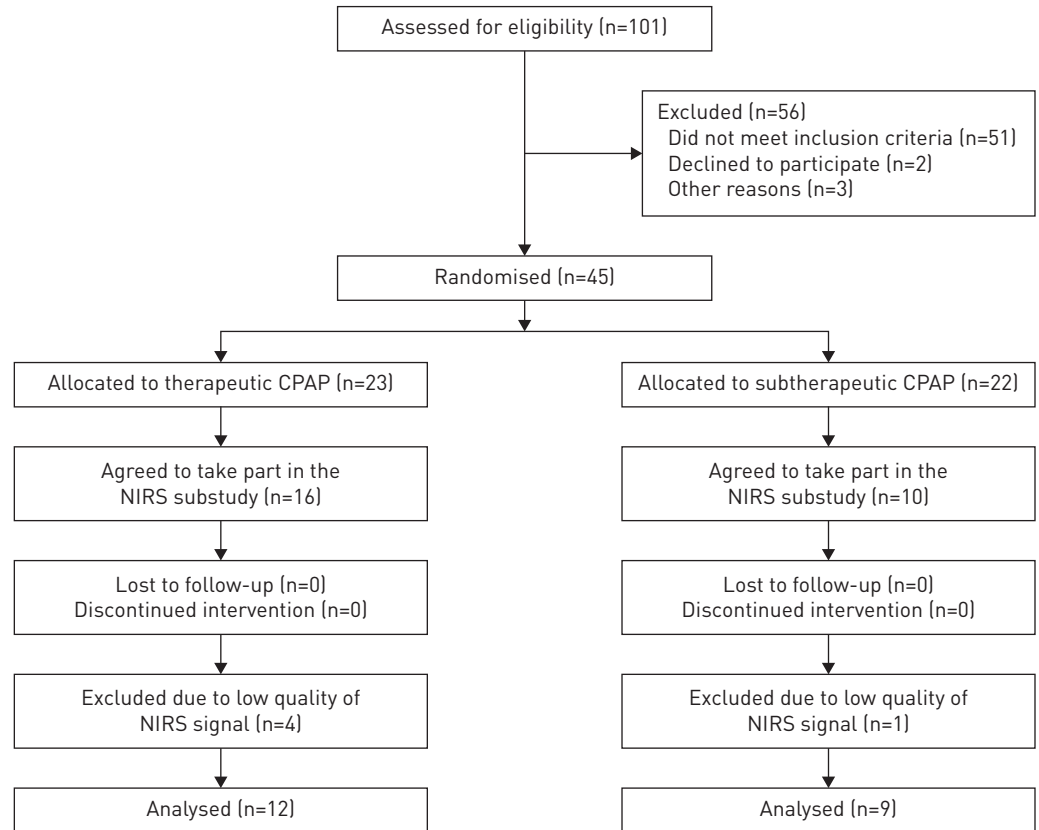 Assessed for eligibility (n=101)
Excluded (n=56)
Did not meet inclusion criteria (n=51)
Declined to participate (n=2)
Other reasons (n=3)
Randomised (n=45)
Allocated to therapeutic CPAP (n=23)
Allocated to subtherapeutic CPAP (n=22)
Agreed to take part in the
NIRS substudy (n=16)
Agreed to take part in the
NIRS substudy (n=10)
Lost to follow-up (n=0)
Discontinued intervention (n=0)
Lost to follow-up (n=0)
Discontinued intervention (n=0)
Excluded due to low quality of
NIRS signal (n=4)
Excluded due to low quality of
NIRS signal (n=1)
Analysed (n=12)
Analysed (n=9)